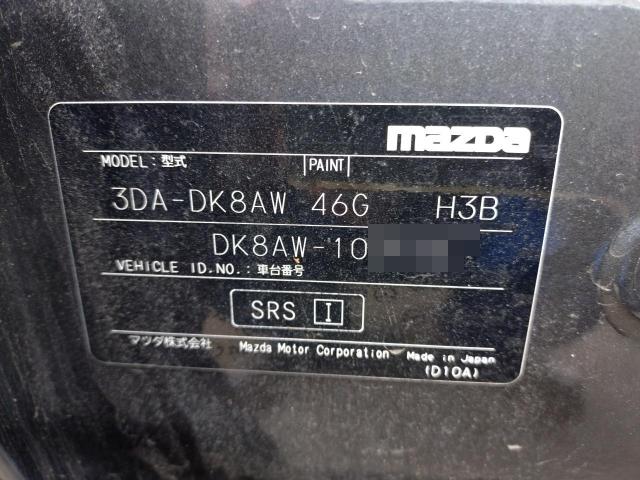 mazda
MODEL: 型式 PAINT
3DA-DK8AW 46G H3B
DK8AW-10
VEHICLE ID.NO.: 車台番号
SRS I
マツダ株式会社 Mazda Motor Corporation Made in Japan
(D10A)